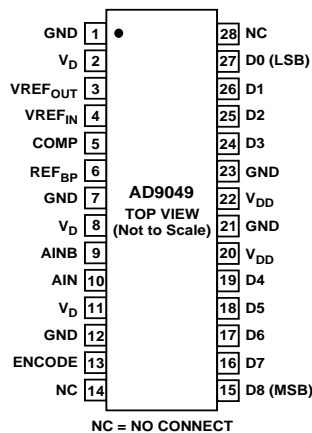 GND 1 28 NC
VD 2 27 D0 (LSB)
VREFOUT 3 26 D1
VREFIN 4 25 D2
COMP 5 24 D3
REFBP 6 23 GND
GND 7 AD9049 22 VDD
VD 8 TOP VIEW 21 GND
(Not to Scale)
AINB 9 20 VDD
AIN 10 19 D4
VD 11 18 D5
GND 12 17 D6
ENCODE 13 16 D7
NC 14 15 D8 (MSB)
NC = NO CONNECT